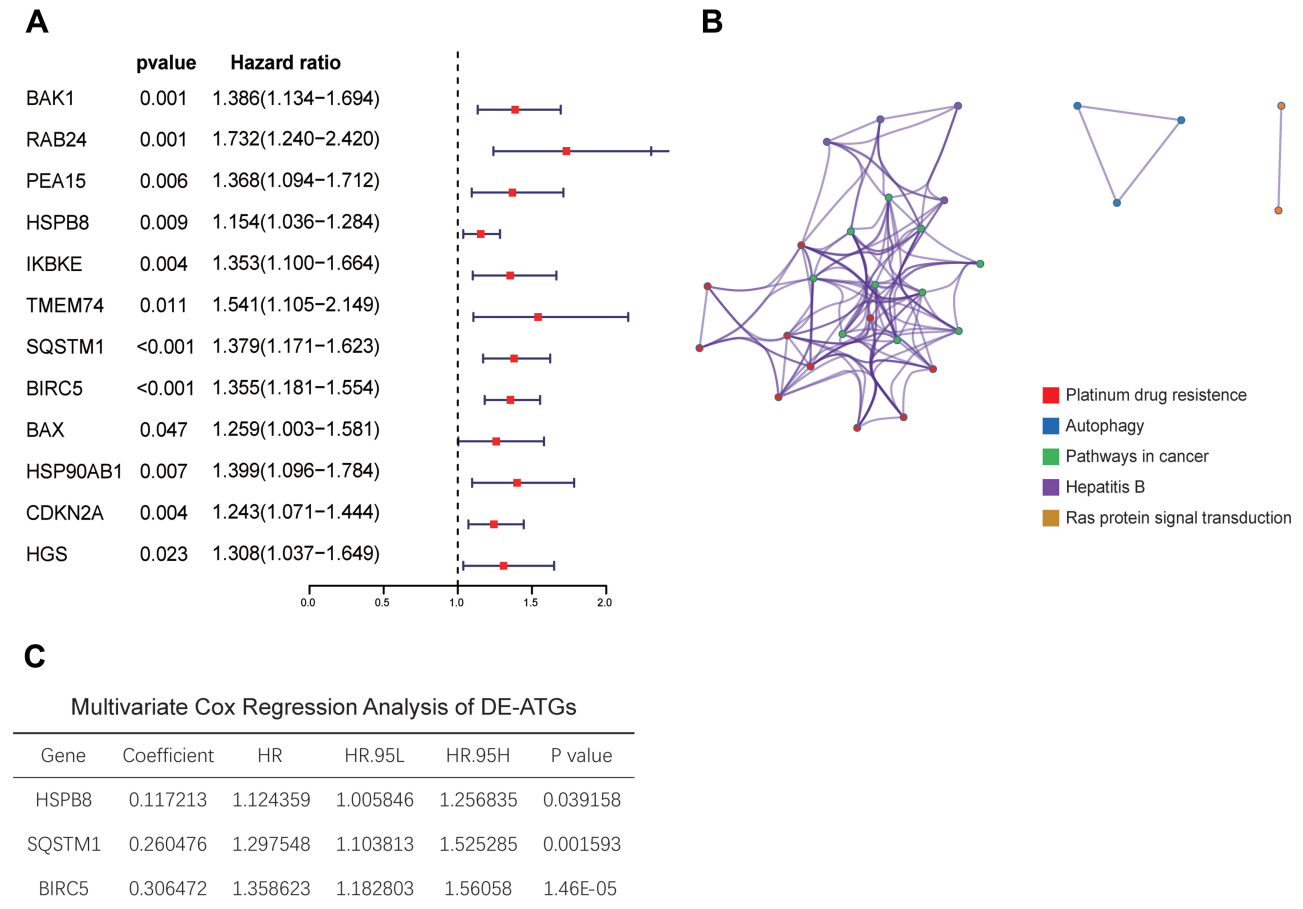 A
pvalue Hazard ratio
BAK1 0.001 1.386(1.134−1.694)
RAB24 0.001 1.732(1.240−2.420)
PEA15 0.006 1.368(1.094−1.712)
HSPB8 0.009 1.154(1.036−1.284)
IKBKE 0.004 1.353(1.100−1.664)
TMEM74 0.011 1.541(1.105−2.149)
SQSTM1 <0.001 1.379(1.171−1.623)
BIRC5 <0.001 1.355(1.181−1.554)
BAX 0.047 1.259(1.003−1.581)
HSP90AB1 0.007 1.399(1.096−1.784)
CDKN2A 0.004 1.243(1.071−1.444)
HGS 0.023 1.308(1.037−1.649)
0.0 0.5 1.0 1.5 2.0
B
Platinum drug resistence
Autophagy
Pathways in cancer
Hepatitis B
Ras protein signal transduction
C
Multivariate Cox Regression Analysis of DE-ATGs
Gene Coefficient HR HR.95L HR.95H P value
HSPB8 0.117213 1.124359 1.005846 1.256835 0.039158
SQSTM1 0.260476 1.297548 1.103813 1.525285 0.001593
BIRC5 0.306472 1.358623 1.182803 1.56058 1.46E-05